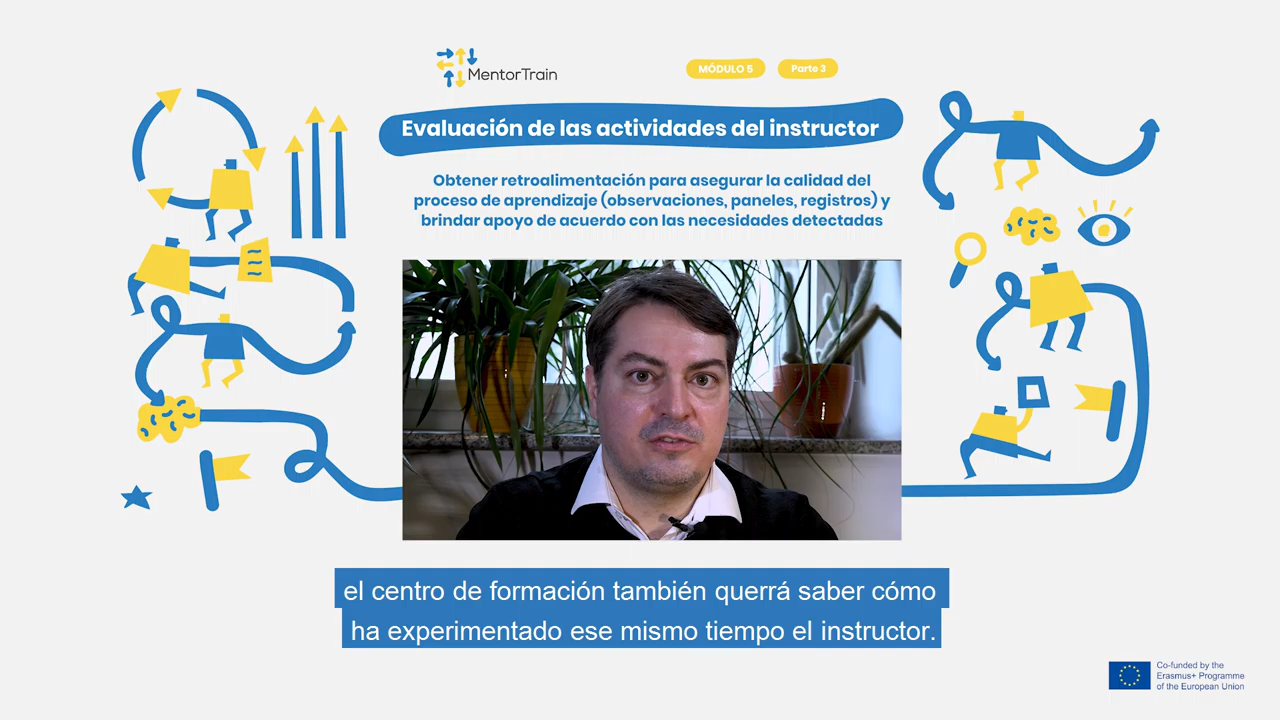 MentorTrain
MÓDULO 5
Parte 3
Evaluación de las actividades del instructor
Obtener retroalimentación para asegurar la calidad del
proceso de aprendizaje (observaciones, paneles, registros) y
brindar apoyo de acuerdo con las necesidades detectadas
el centro de formación también querrá saber cómo
ha experimentado ese mismo tiempo el instructor.
Co-funded by the
Erasmus+ Programme
of the European Union